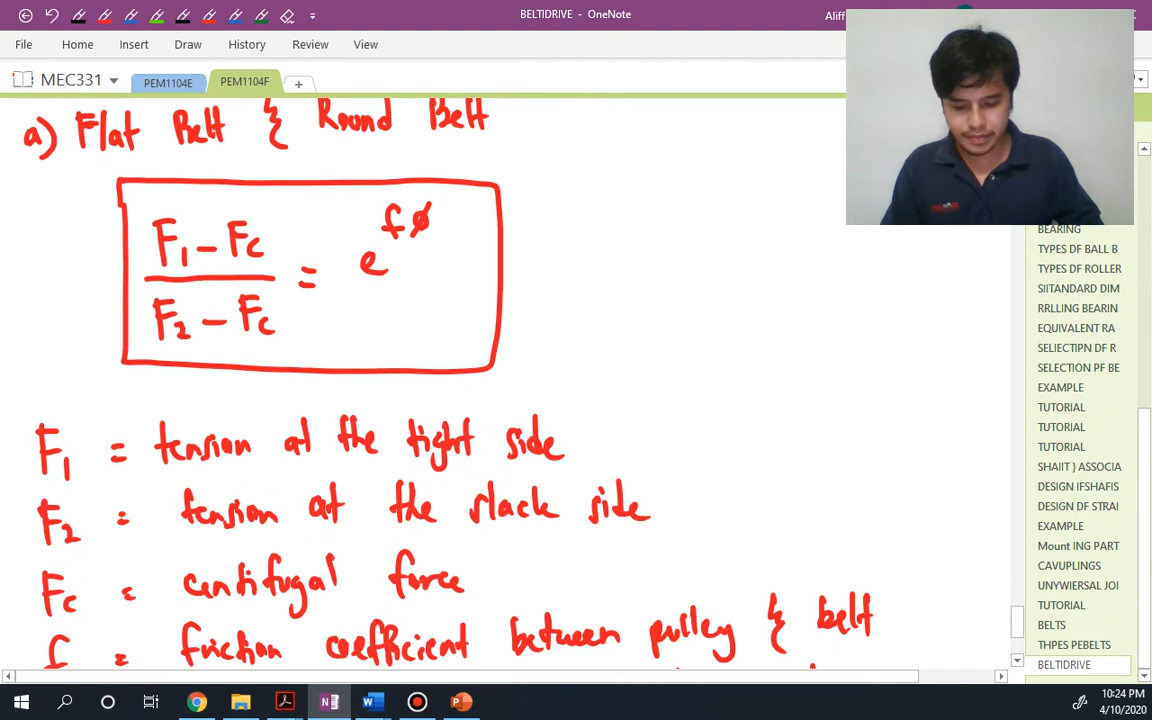 BELTIDRIVE - OneNote
Aliff
File Home Insert Draw History Review View
MEC331
PEM1104E
PEM1104F
a) Flat Belt & Round Belt
F1 – Fc
F2 – Fc
= e^fø
F1 = tension at the tight side
F2 = tension at the slack side
Fc = centifugal force
f = friction coefficient between pulley & belt
BEARING
TYPES DF BALL B
TYPES DF ROLLER
SIITANDARD DIM
RRLLING BEARIN
EQUIVALENT RA
SELIECTIPN DF R
SELECTION PF BE
EXAMPLE
TUTORIAL
TUTORIAL
TUTORIAL
SHAIIT } ASSOCIA
DESIGN IFSHAFIS
DESIGN DF STRAI
EXAMPLE
Mount ING PART
CAVUPLINGS
UNYWIERSAL JOI
TUTORIAL
BELTS
THPES PEBELTS
BELTIDRIVE
10:24 PM
4/10/2020